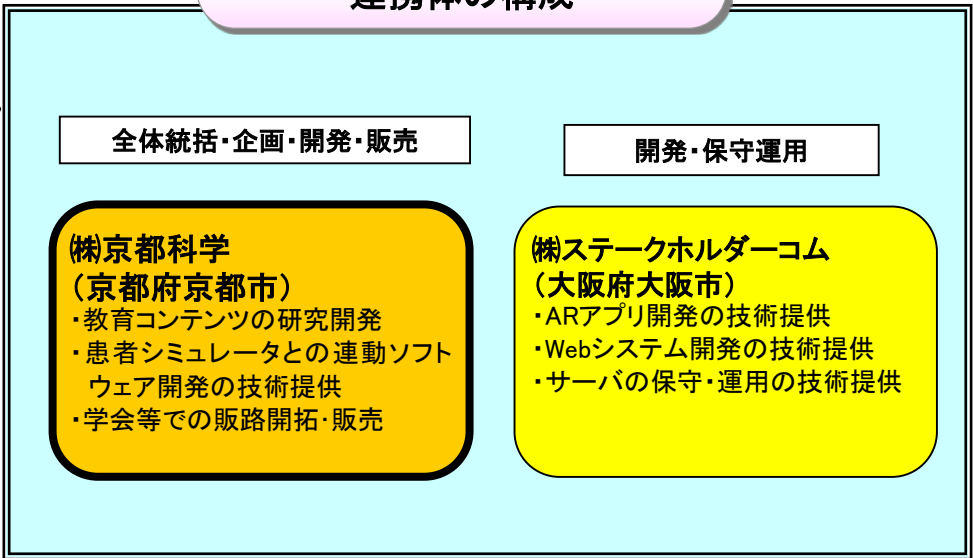 連携体の構成
全体統括・企画・開発・販売
開発・保守運用
㈱京都科学
（京都府京都市）
・教育コンテンツの研究開発
・患者シミュレータとの連動ソフト
ウェア開発の技術提供
・学会等での販路開拓・販売
㈱ステークホルダーコム
（大阪府大阪市）
・ARアプリ開発の技術提供
・Webシステム開発の技術提供
・サーバの保守・運用の技術提供